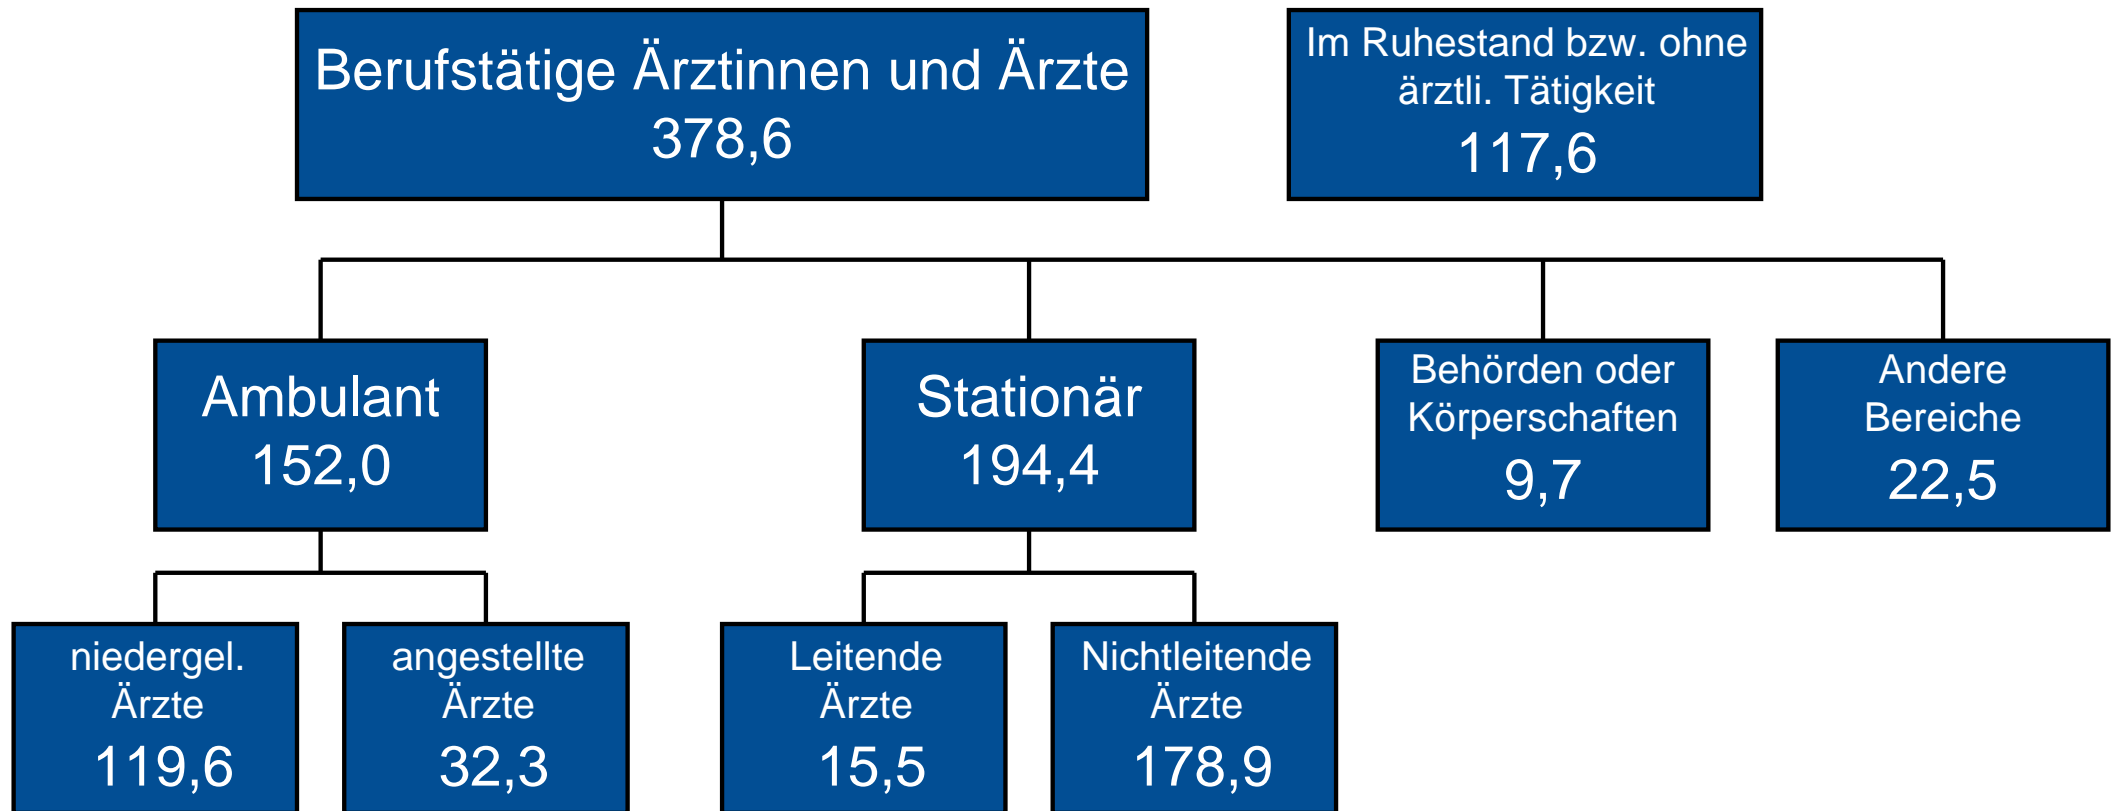 Berufstätige Ärztinnen und Ärzte
378,6
Im Ruhestand bzw. ohne
ärztli. Tätigkeit
117,6
Ambulant
152,0
Stationär
194,4
Behörden oder
Körperschaften
9,7
Andere
Bereiche
22,5
niedergel.
Ärzte
119,6
angestellte
Ärzte
32,3
Leitende
Ärzte
15,5
Nichtleitende
Ärzte
178,9